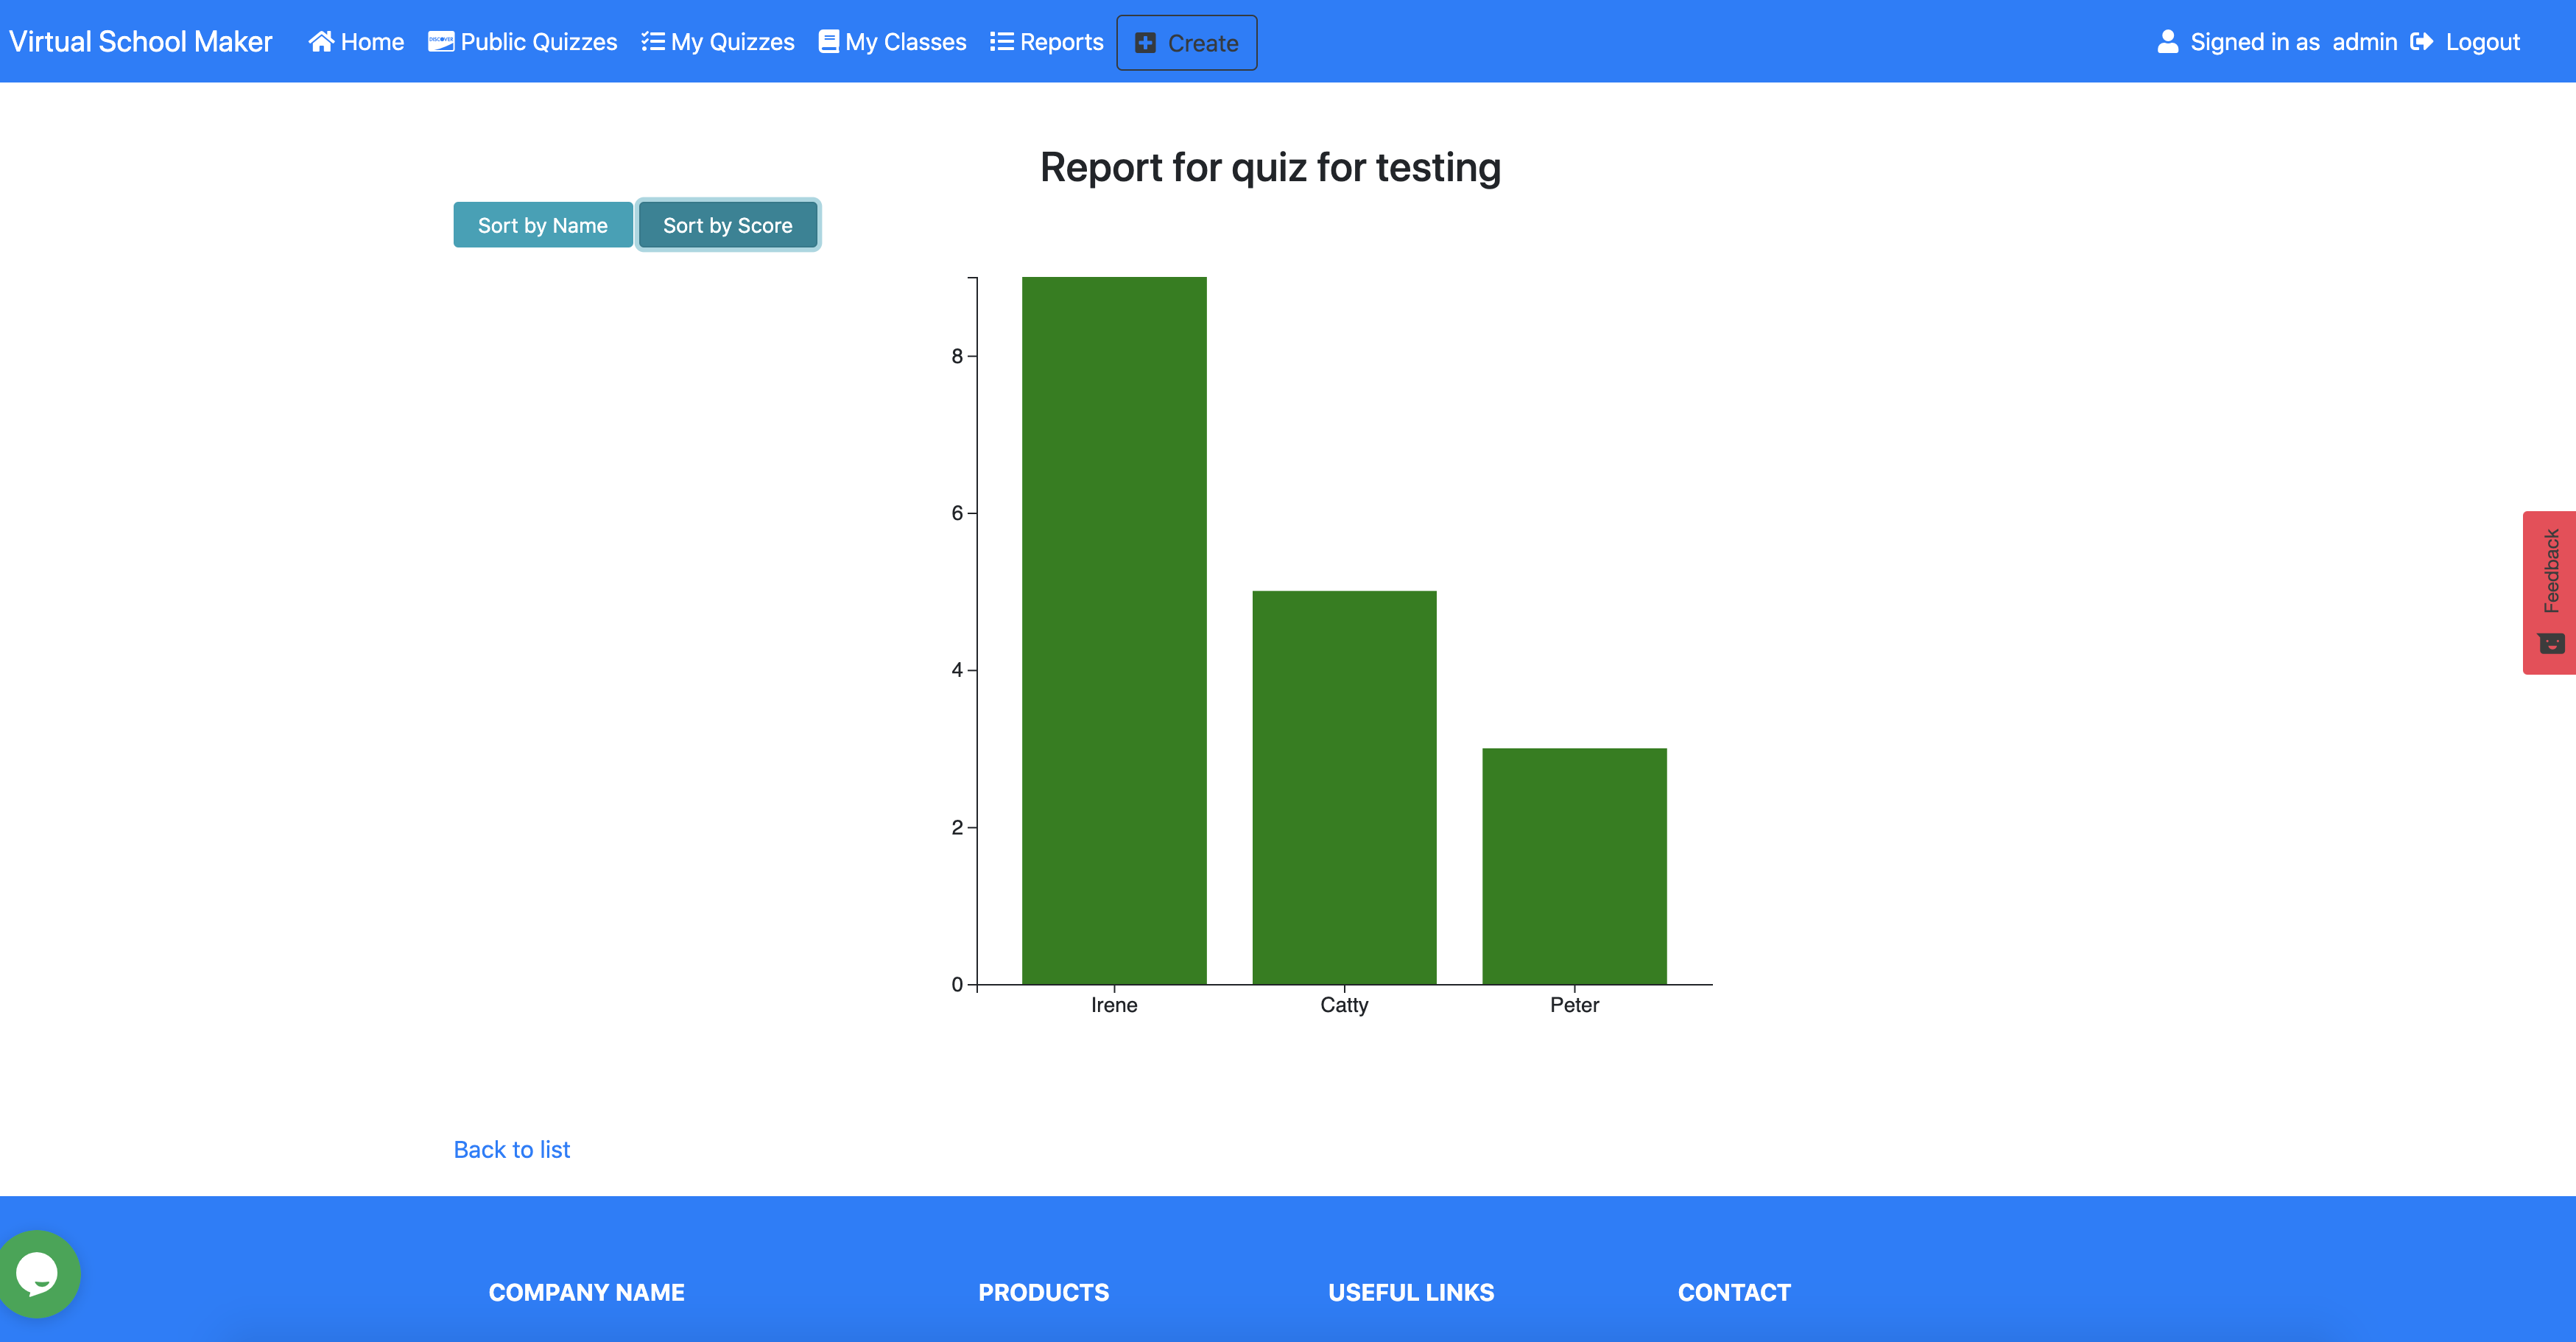 Virtual School Maker Home Public Quizzes My Quizzes My Classes Reports Create Signed in as admin Logout
Report for quiz for testing
Sort by Name Sort by Score
8
6
4
2
0
Irene Catty Peter
Feedback
Back to list
COMPANY NAME PRODUCTS USEFUL LINKS CONTACT